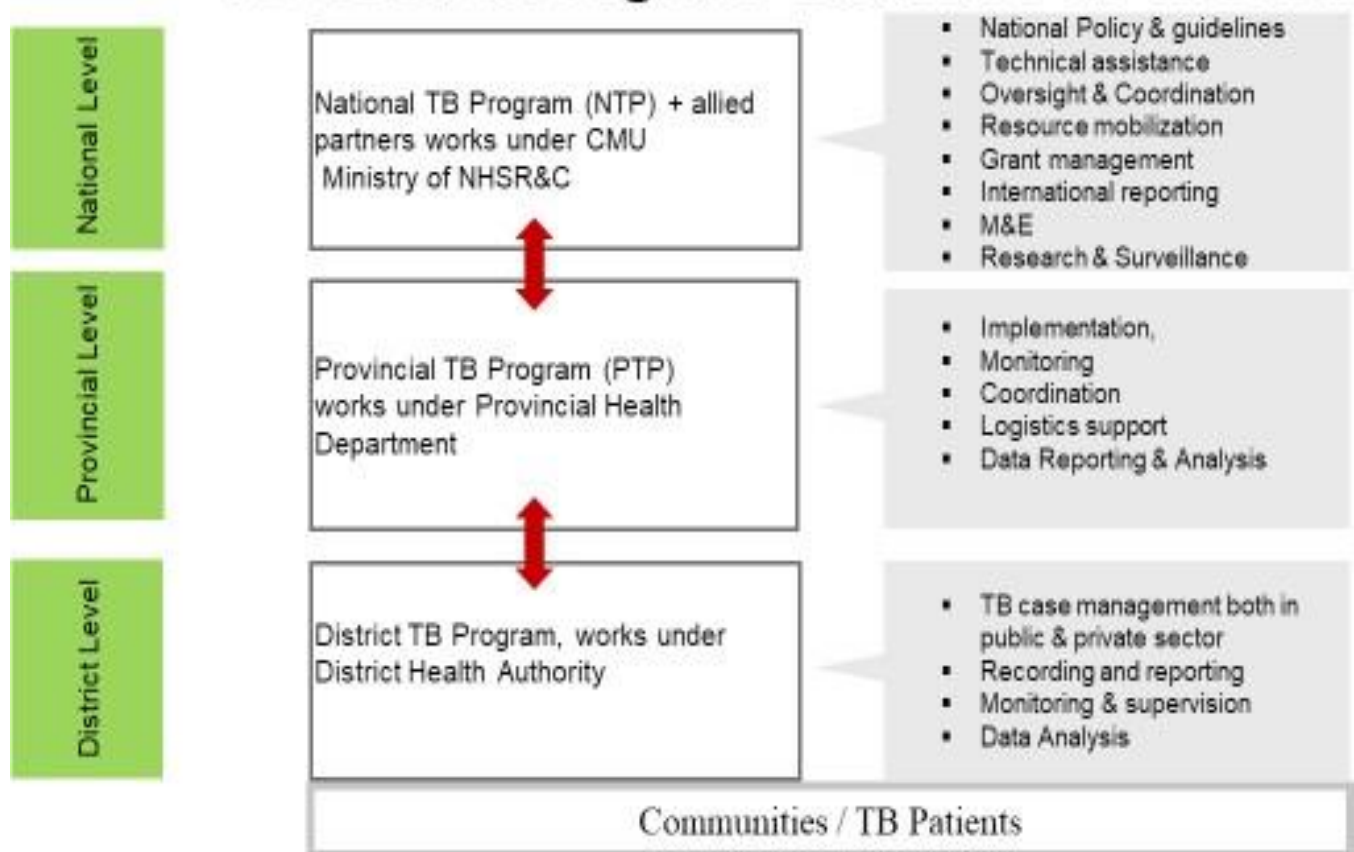 National Level
National TB Program (NTP) + allied
partners works under CMU
Ministry of NHSR&C
▪ National Policy & guidelines
▪ Technical assistance
▪ Oversight & Coordination
▪ Resource mobilization
▪ Grant management
▪ International reporting
▪ M&E
▪ Research & Surveillance
Provincial Level
Provincial TB Program (PTP)
works under Provincial Health
Department
▪ Implementation,
▪ Monitoring
▪ Coordination
▪ Logistics support
▪ Data Reporting & Analysis
District Level
District TB Program, works under
District Health Authority
▪ TB case management both in
public & private sector
▪ Recording and reporting
▪ Monitoring & supervision
▪ Data Analysis
Communities / TB Patients